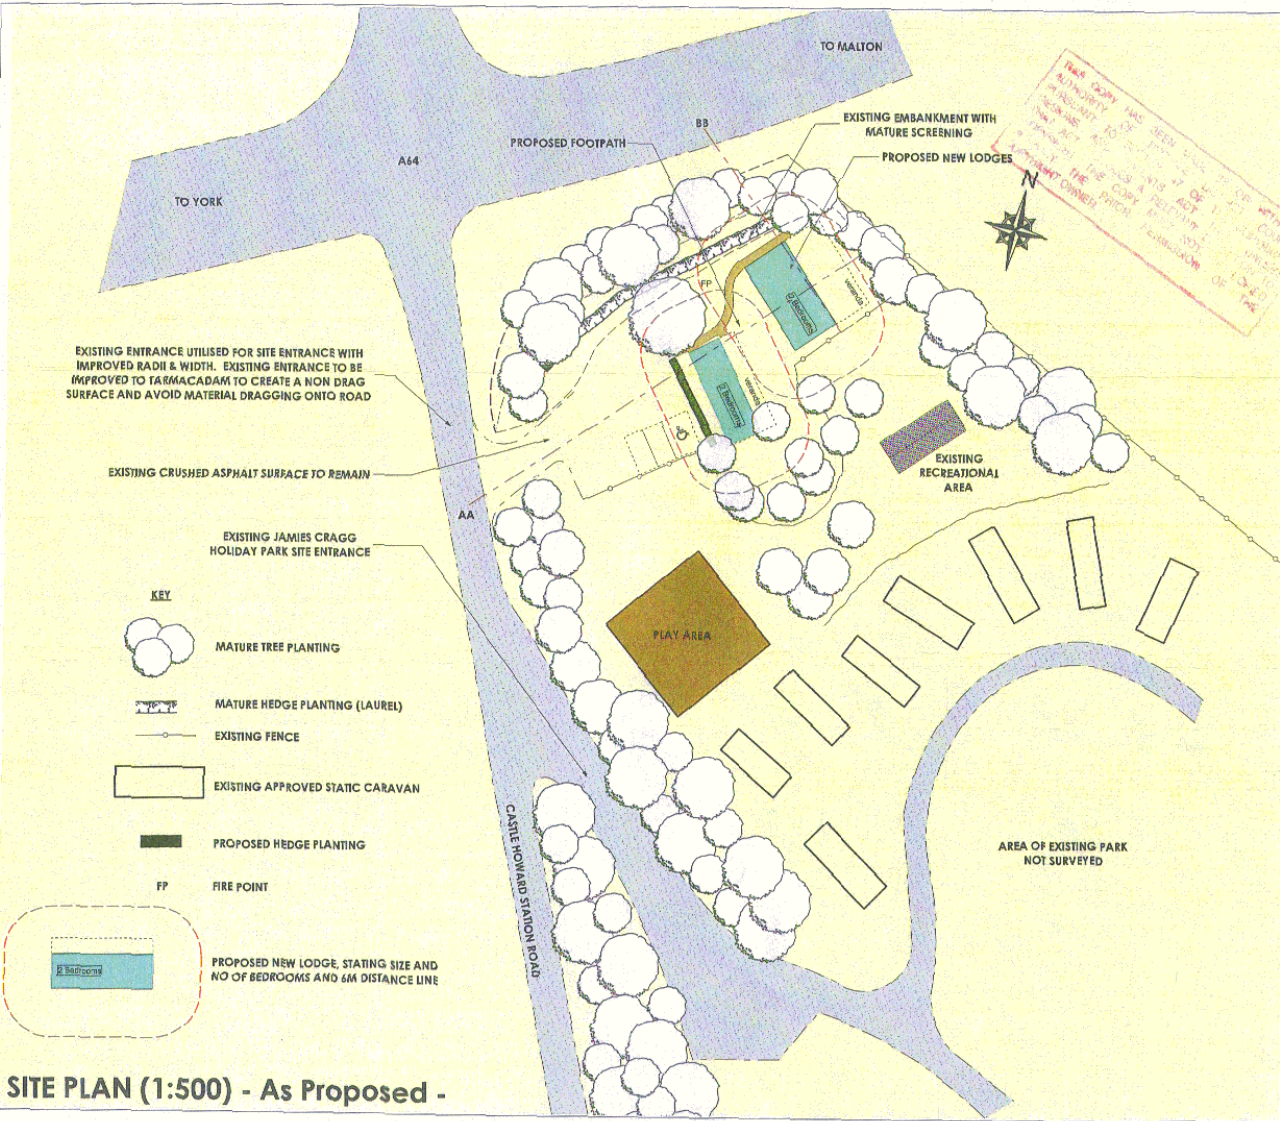 TO MALTON
BB
EXISTING EMBANKMENT WITH
MATURE SCREENING
PROPOSED FOOTPATH
PROPOSED NEW LODGES
A64
TO YORK
N
FP
veranda
2 Bedrooms
EXISTING ENTRANCE UTILISED FOR SITE ENTRANCE WITH
IMPROVED RADII & WIDTH. EXISTING ENTRANCE TO BE
IMPROVED TO TARMACADAM TO CREATE A NON DRAG
SURFACE AND AVOID MATERIAL DRAGGING ONTO ROAD
veranda
2 Bedrooms
EXISTING CRUSHED ASPHALT SURFACE TO REMAIN
EXISTING
RECREATIONAL
AREA
AA
EXISTING JAMIES CRAGG
HOLIDAY PARK SITE ENTRANCE
KEY
MATURE TREE PLANTING
PLAY AREA
MATURE HEDGE PLANTING (LAUREL)
EXISTING FENCE
EXISTING APPROVED STATIC CARAVAN
PROPOSED HEDGE PLANTING
CASTLE HOWARD STATION ROAD
AREA OF EXISTING PARK
NOT SURVEYED
FP
FIRE POINT
2 Bedrooms
PROPOSED NEW LODGE, STATING SIZE AND
NO OF BEDROOMS AND 6M DISTANCE LINE
SITE PLAN (1:500) - As Proposed -